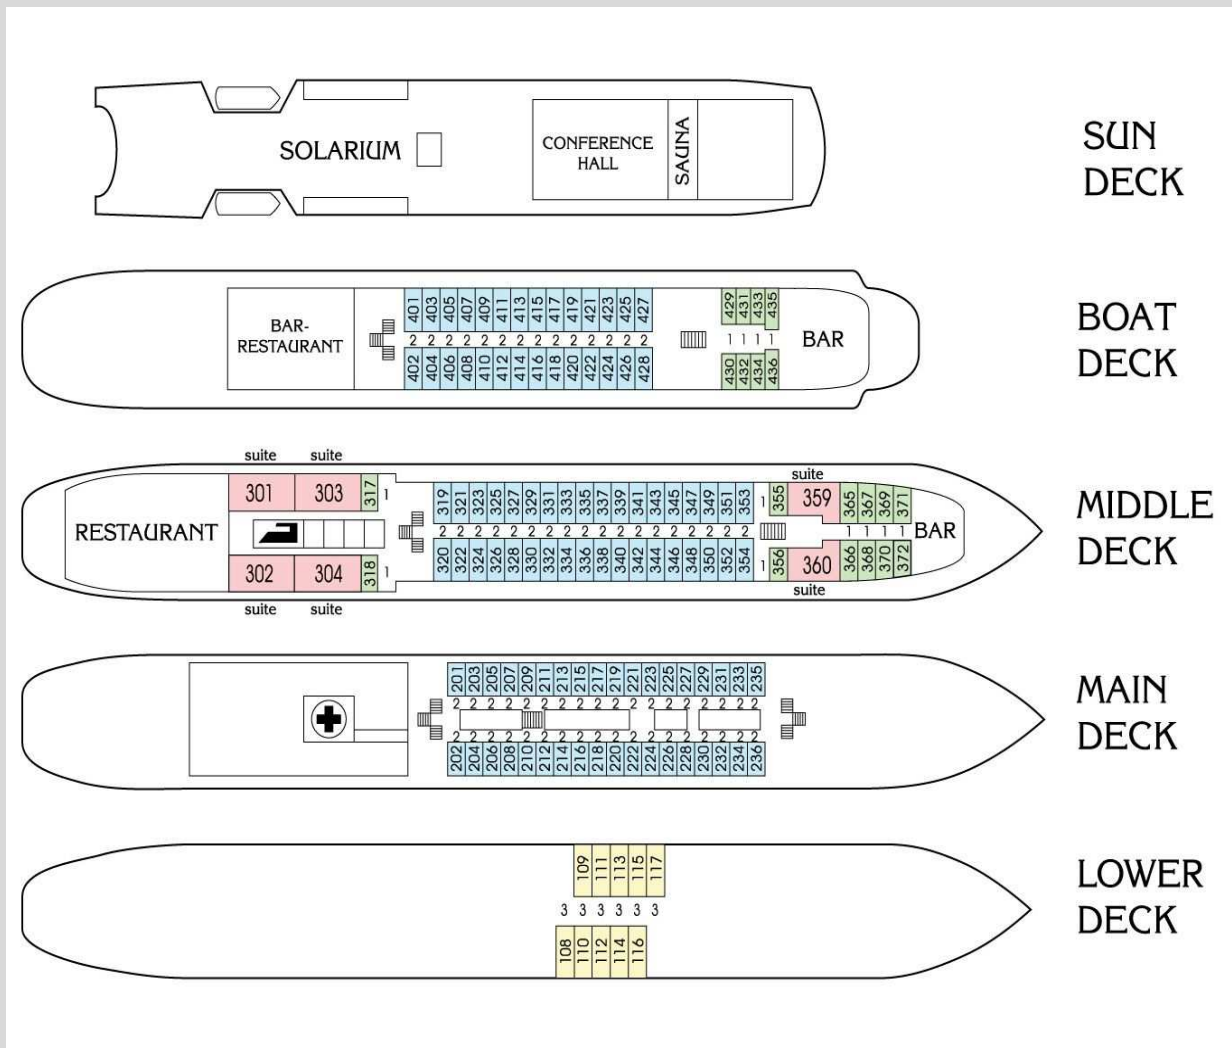 SOLARIUM
CONFERENCE
HALL
SAUNA
SUN
DECK
401 403 405 407 409 411 413 415 417 419 421 423 425 427
429 431 433 435
BAR-
RESTAURANT
2 2 2 2 2 2 2 2 2 2 2 2 2 2
1 1 1 1
BAR
402 404 406 408 410 412 414 416 418 420 422 424 426 428
430 432 434 436
BOAT
DECK
suite suite
suite
301 303 317 1
319 321 323 325 327 329 331 333 335 337 339 341 343 345 347 349 351 353 1 355 359 365 367 369 371
RESTAURANT
2 2 2 2 2 2 2 2 2 2 2 2 2 2 2 2 2 2
1 1 1 1
BAR
302 304 318 1
320 322 324 326 328 330 332 334 336 338 340 342 344 346 348 350 352 354 1 356 360 366 368 370 372
suite suite
suite
MIDDLE
DECK
201 203 205 207 209 211 213 215 217 219 221 223 225 227 229 231 233 235
2 2 2 2 2 2 2 2 2 2 2 2 2 2 2 2 2 2
2 2 2 2 2 2 2 2 2 2 2 2 2 2 2 2 2 2
202 204 206 208 210 212 214 216 218 220 222 224 226 228 230 232 234 236
MAIN
DECK
109 111 113 115 117
3 3 3 3 3 3
108 110 112 114 116
LOWER
DECK